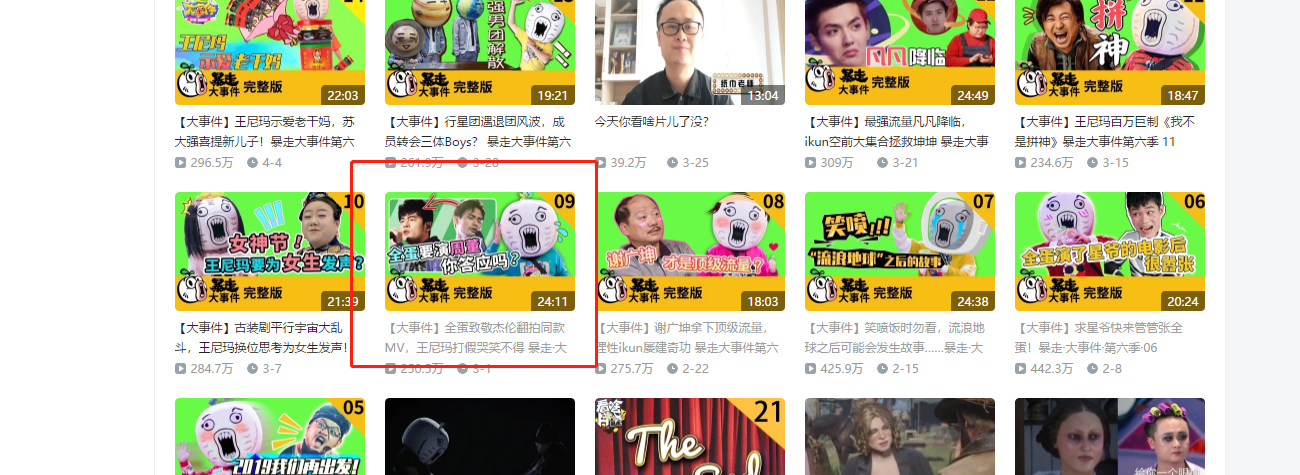 王尼玛
示爱老干妈
暴走
大事件 完整版
22:03
强男团解散
暴走
大事件 完整版
19:21
13:04
凡凡降临
暴走
大事件 完整版
24:49
拼神
暴走
大事件 完整版
18:47
【大事件】王尼玛示爱老干妈，苏
大强喜提新儿子！暴走大事件第六
296.5万 4-4
【大事件】行星团遇退团风波，成
员转会三体Boys？ 暴走大事件第六
261.9万 3-28
今天你看啥片儿了没?
39.2万 3-25
【大事件】最强流量凡凡降临，
ikun空前大集合拯救坤坤 暴走大事
309万 3-21
【大事件】王尼玛百万巨制《我不
是拼神》暴走大事件第六季 11
234.6万 3-15
10
女神节！
王尼玛要为女生发声？
暴走
大事件 完整版
21:39
09
全蛋要演周董
你答应吗？
暴走
大事件 完整版
24:11
08
谢广坤
才是顶级流量？
暴走
大事件 完整版
18:03
07
笑喷!!!
“流浪地球”之后的故事
暴走
大事件 完整版
24:38
06
全蛋演了星爷的电影后
很嚣张
暴走
大事件 完整版
20:24
【大事件】古装剧平行宇宙大乱
斗，王尼玛换位思考为女生发声！
284.7万 3-7
【大事件】全蛋致敬杰伦翻拍同款
MV，王尼玛打假哭笑不得 暴走·大
250.5万 3-1
【大事件】谢广坤拿下顶级流量，
理性ikun屡建奇功 暴走大事件第六
275.7万 2-22
【大事件】笑喷饭时勿看，流浪地
球之后可能会发生故事……暴走·大
425.9万 2-15
【大事件】求星爷快来管管张全
蛋！暴走·大事件·第六季·06
442.3万 2-8
05
2019我们再出发！
看啥片儿
21
The
End
给你一个眼神